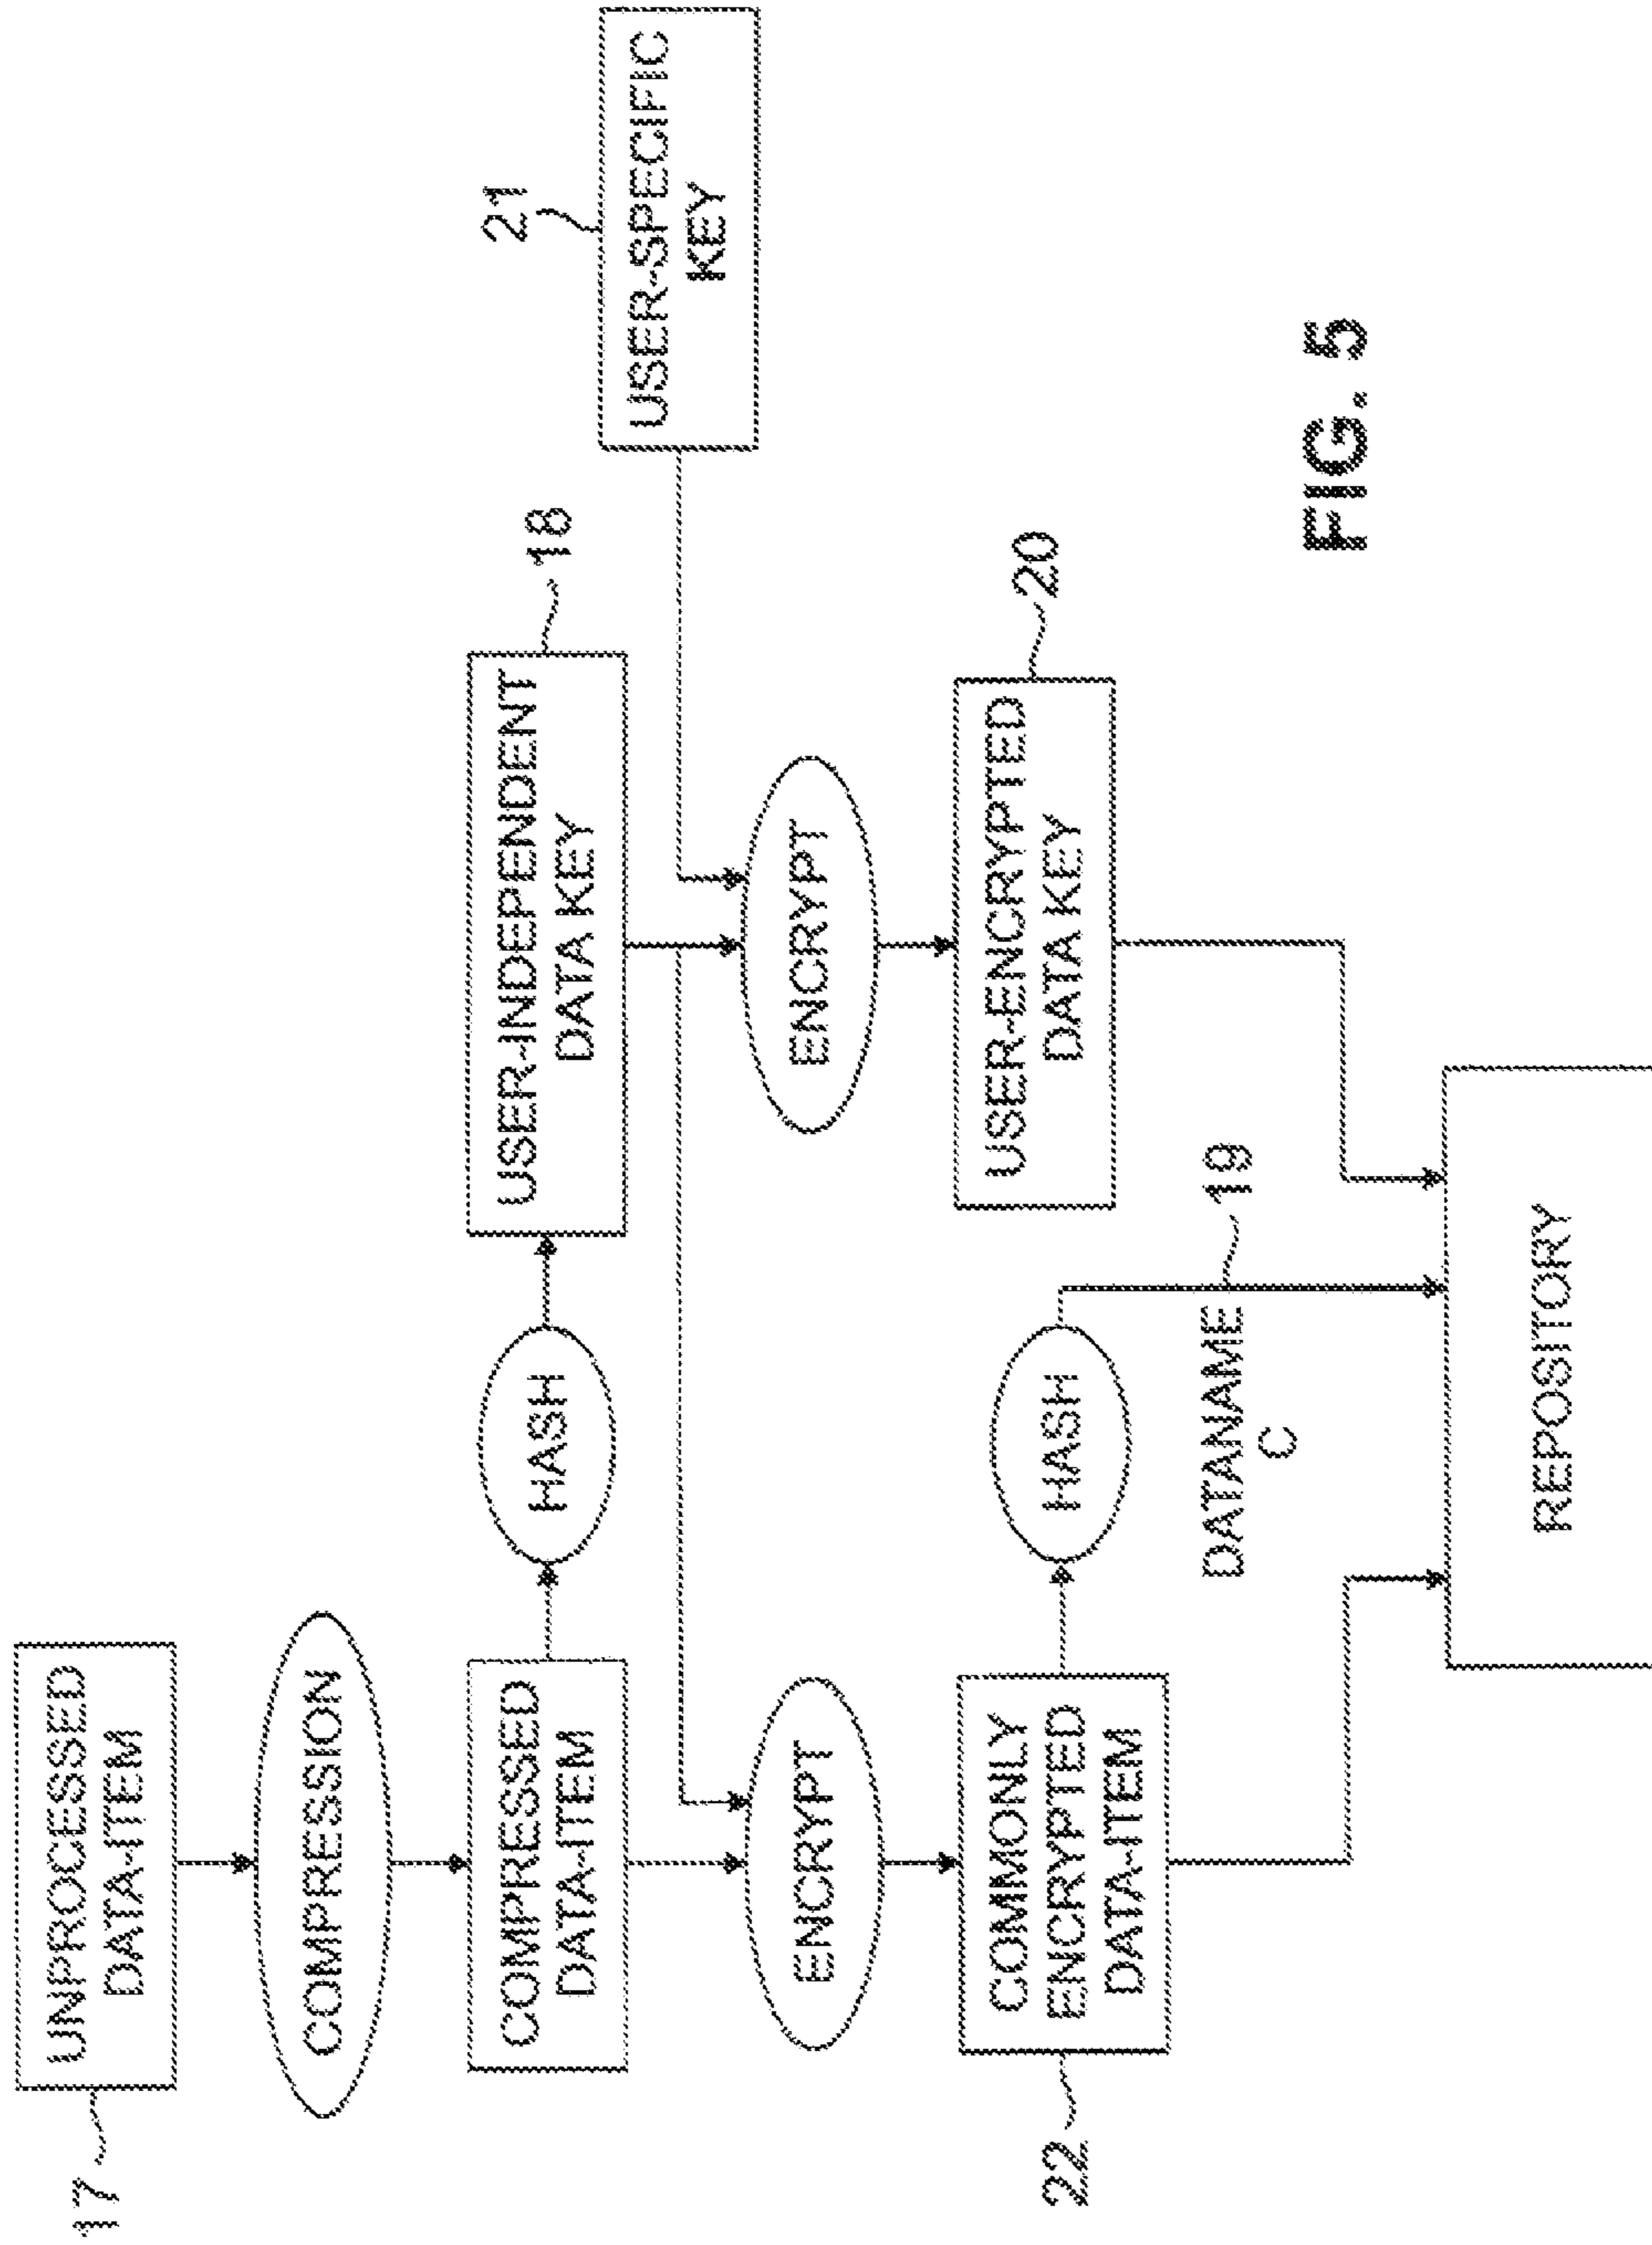 17
UNPROCESSED
DATA-ITEM
COMPRESSION
COMPRESSED
DATA-ITEM
HASH
USER-INDEPENDENT
DATA KEY
18
21
USER-SPECIFIC
KEY
ENCRYPT
ENCRYPT
22
COMMONLY
ENCRYPTED
DATA-ITEM
HASH
USER-ENCRYPTED
DATA KEY
20
DATANAME
C
19
REPOSITORY
FIG. 5